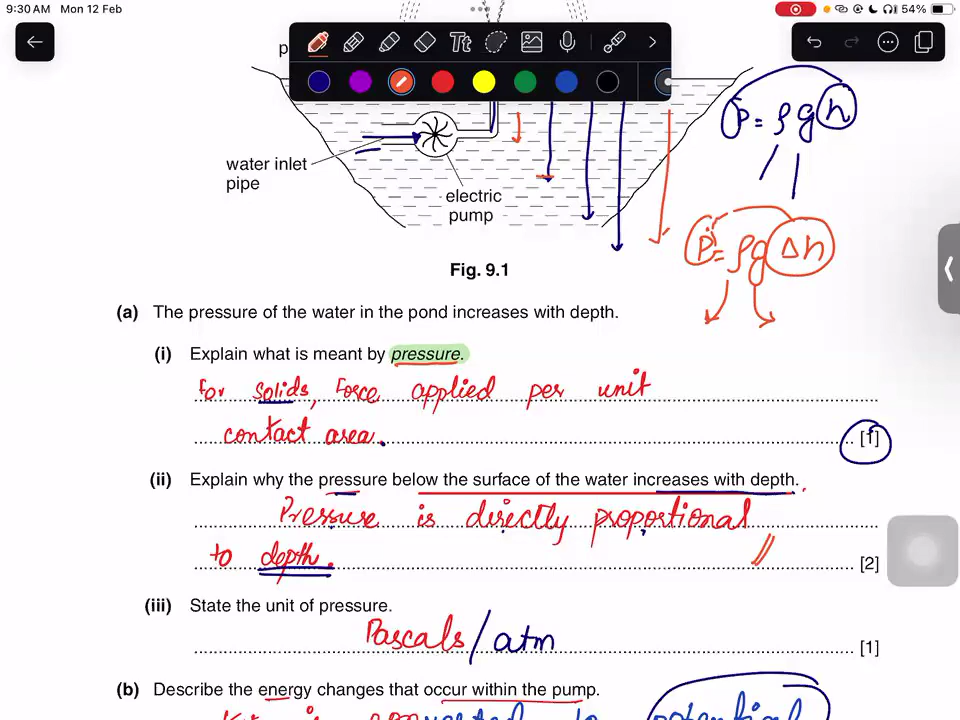 9:30 AM Mon 12 Feb
54%
Tt
water inlet
pipe
electric
pump
P = ρg h
P = ρg Δh
Fig. 9.1
(a) The pressure of the water in the pond increases with depth.
(i) Explain what is meant by pressure.
For solids, Force applied per unit
contact area. [1]
(ii) Explain why the pressure below the surface of the water increases with depth.
Pressure is directly proportional
to depth. [2]
(iii) State the unit of pressure.
Pascals / atm [1]
(b) Describe the energy changes that occur within the pump.